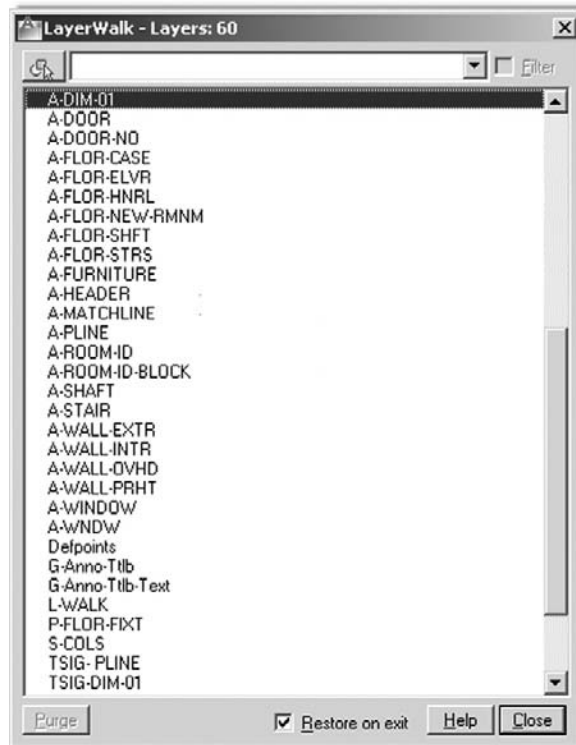 LayerWalk - Layers: 60
Filter
A-DIM-01
A-DOOR
A-DOOR-NO
A-FLOR-CASE
A-FLOR-ELVR
A-FLOR-HNRL
A-FLOR-NEW-RMNM
A-FLOR-SHFT
A-FLOR-STRS
A-FURNITURE
A-HEADER
A-MATCHLINE
A-PLINE
A-ROOM-ID
A-ROOM-ID-BLOCK
A-SHAFT
A-STAIR
A-WALL-EXTR
A-WALL-INTR
A-WALL-OVHD
A-WALL-PRHT
A-WINDOW
A-WNDW
Defpoints
G-Anno-Ttlb
G-Anno-Ttlb-Text
L-WALK
P-FLOR-FIXT
S-COLS
TSIG- PLINE
TSIG-DIM-01
Purge Restore on exit Help Close